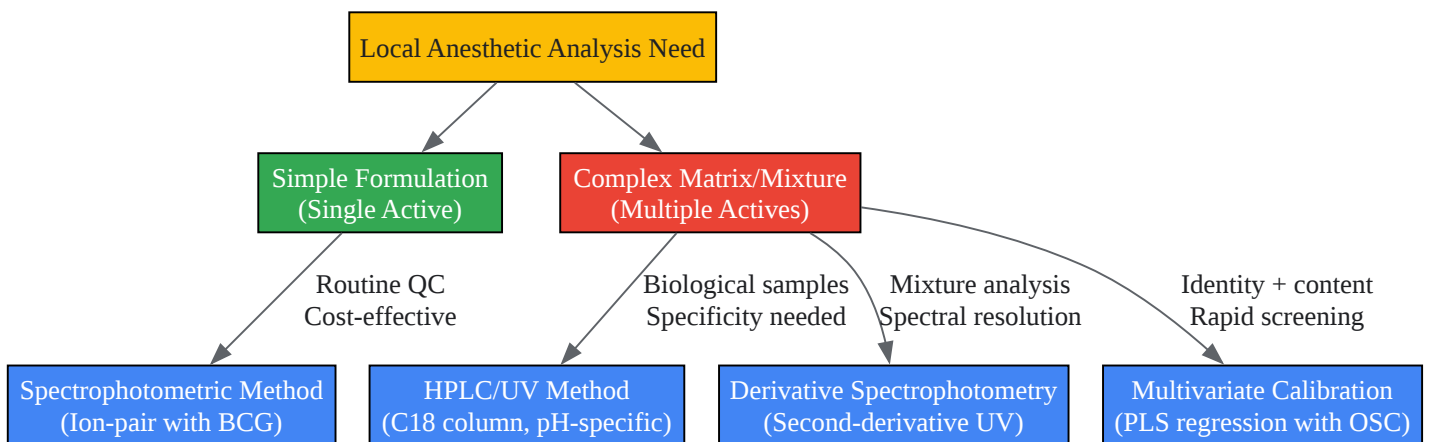 Local Anesthetic Analysis Need
Simple Formulation
(Single Active)
Complex Matrix/Mixture
(Multiple Actives)
Routine QC
Cost-effective
Biological samples
Specificity needed
Mixture analysis
Spectral resolution
Identity + content
Rapid screening
Spectrophotometric Method
(Ion-pair with BCG)
HPLC/UV Method
(C18 column, pH-specific)
Derivative Spectrophotometry
(Second-derivative UV)
Multivariate Calibration
(PLS regression with OSC)